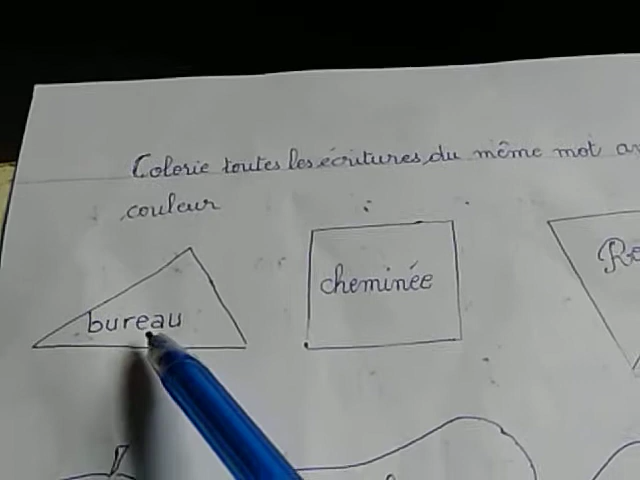 Colorie toutes les écritures du même mot
couleur
bureau
cheminée